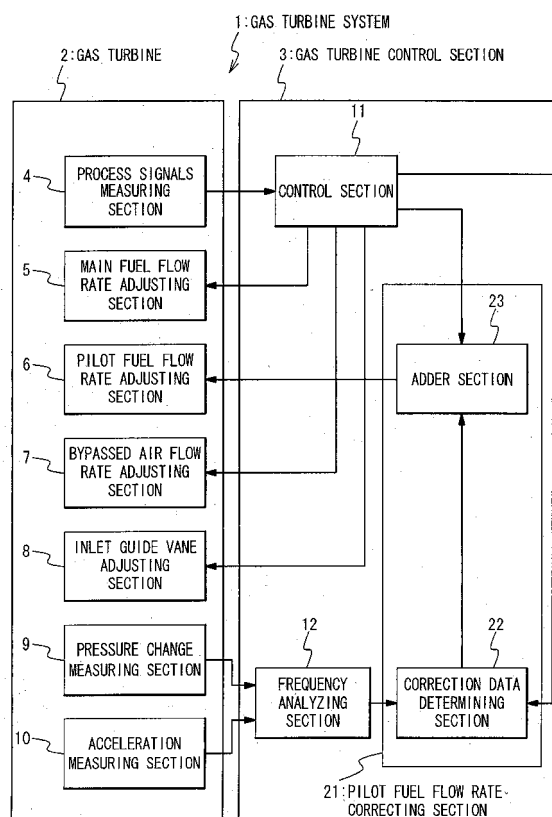 1:GAS TURBINE SYSTEM
2:GAS TURBINE
3:GAS TURBINE CONTROL SECTION
11
4
PROCESS SIGNALS
MEASURING
SECTION
CONTROL SECTION
5
MAIN FUEL FLOW
RATE ADJUSTING
SECTION
23
6
PILOT FUEL FLOW
RATE ADJUSTING
SECTION
ADDER SECTION
7
BYPASSED AIR FLOW
RATE ADJUSTING
SECTION
8
INLET GUIDE VANE
ADJUSTING
SECTION
12
22
9
PRESSURE CHANGE
MEASURING SECTION
FREQUENCY
ANALYZING
SECTION
CORRECTION DATA
DETERMINING
SECTION
10
ACCELERATION
MEASURING SECTION
21:PILOT FUEL FLOW RATE-
CORRECTING SECTION